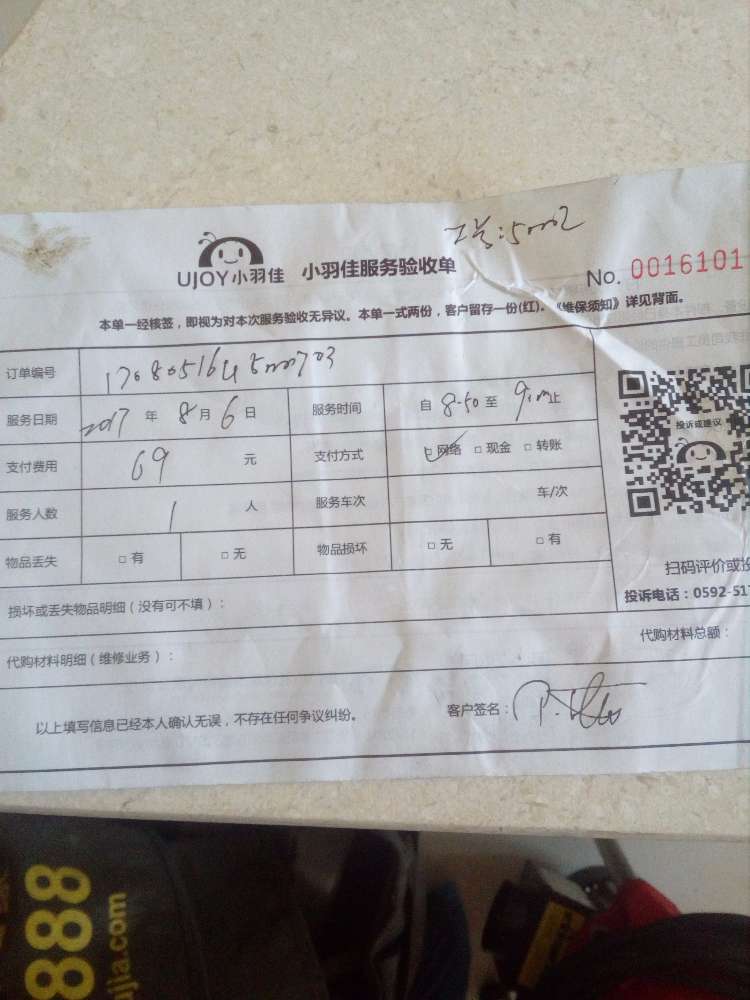 工号:5002
UJOY小羽佳 小羽佳服务验收单
No. 0016101
本单一经核签，即视为对本次服务验收无异议。本单一式两份，客户留存一份(红)。《维保须知》详见背面。
订单编号
服务日期 2017 年 8 月 6 日 服务时间 自 8:50 至 止
投诉或建议
支付费用 69 元 支付方式 ☑ 网络 □ 现金 □ 转账
服务人数 1 人 服务车次 车/次
物品丢失 □ 有 □ 无 物品损坏 □ 无 □ 有
扫码评价或投
投诉电话：0592-51
损坏或丢失物品明细（没有可不填）：
代购材料总额：
代购材料明细（维修业务）：
以上填写信息已经本人确认无误，不存在任何争议纠纷。 客户签名：
888
ujia.com